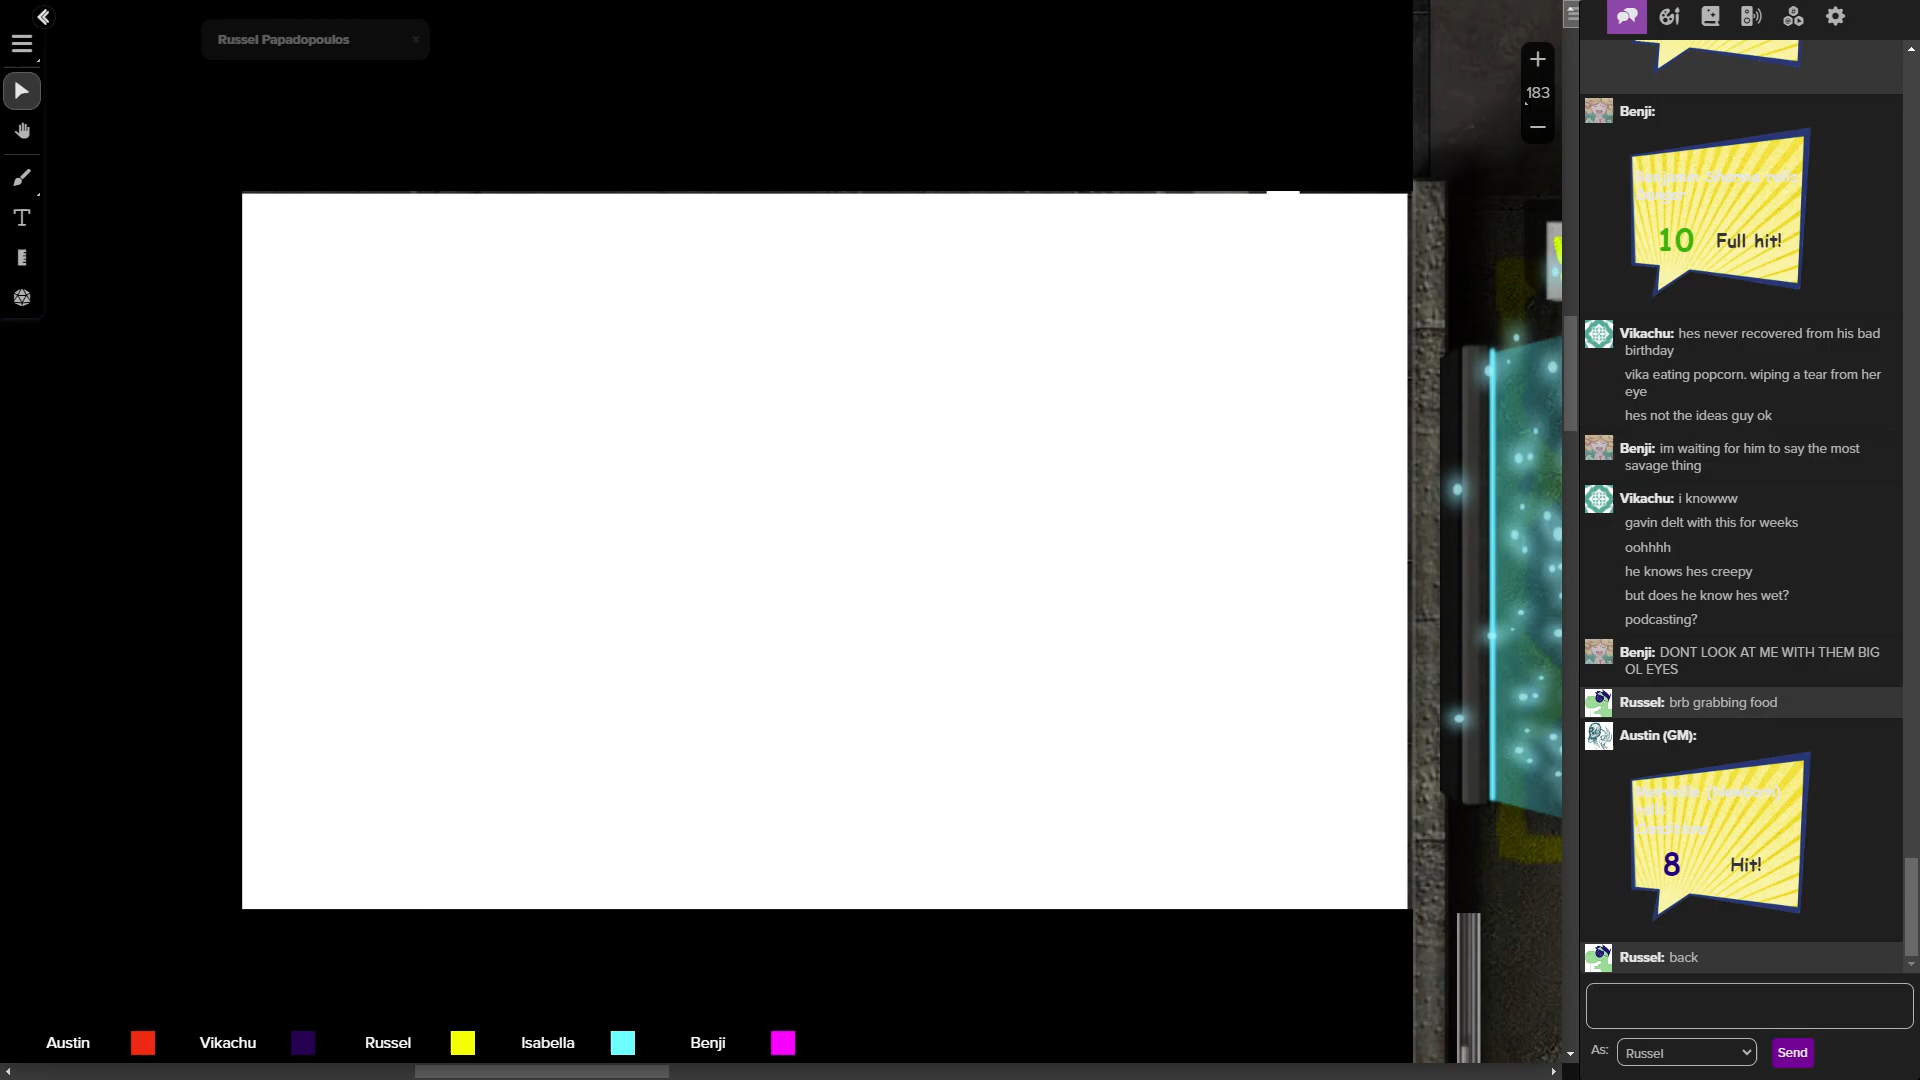 Russel Papadopoulos
183
Benji:
10 Full hit!
Vikachu: hes never recovered from his bad
birthday
vika eating popcorn. wiping a tear from her
eye
hes not the ideas guy ok
Benji: im waiting for him to say the most
savage thing
Vikachu: i knowww
gavin delt with this for weeks
oohhhh
he knows hes creepy
but does he know hes wet?
podcasting?
Benji: DONT LOOK AT ME WITH THEM BIG
OL EYES
Russel: brb grabbing food
Austin (GM):
8 Hit!
Russel: back
As: Russel Send
Austin Vikachu Russel Isabella Benji